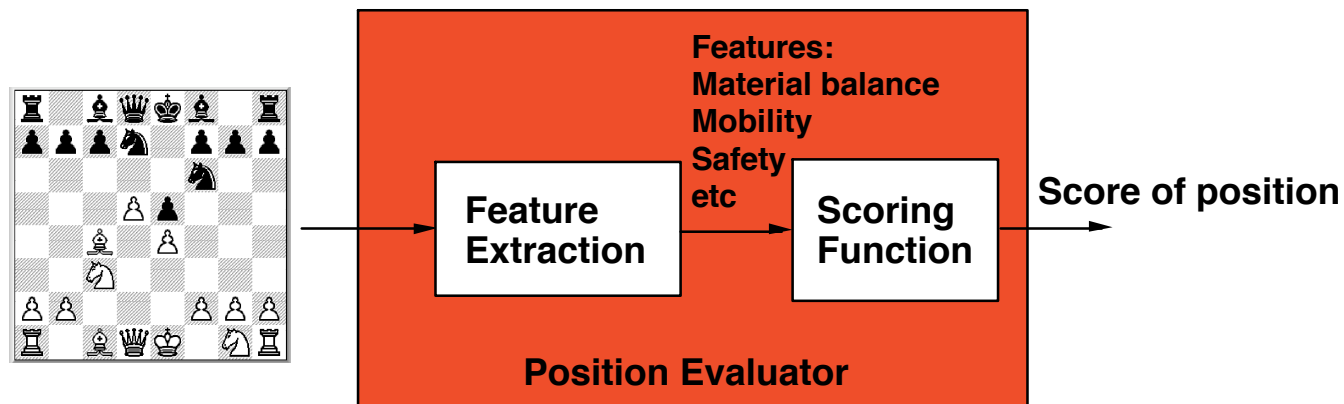 Features:
Material balance
Mobility
Safety
etc
Feature
Extraction
Scoring
Function
Score of position
Position Evaluator